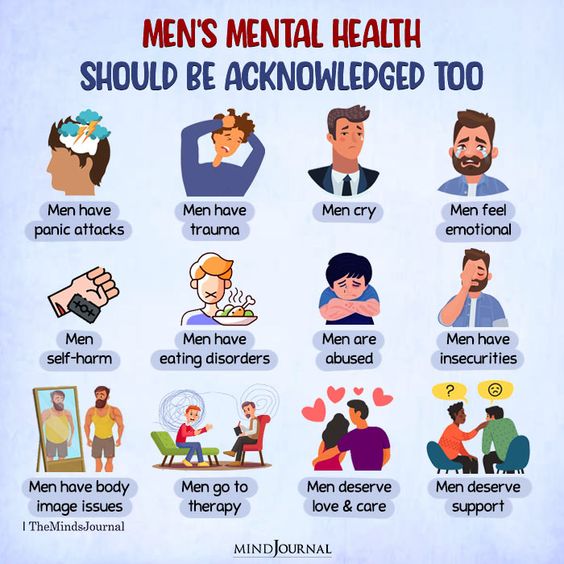 MEN'S MENTAL HEALTH
SHOULD BE ACKNOWLEDGED TOO
Men have
panic attacks
Men have
trauma
Men cry
Men feel
emotional
Men
self-harm
Men have
eating disorders
Men are
abused
Men have
insecurities
Men have body
image issues
Men go to
therapy
Men deserve
love & care
?
Men deserve
support
| TheMindsJournal
MINDJOURNAL